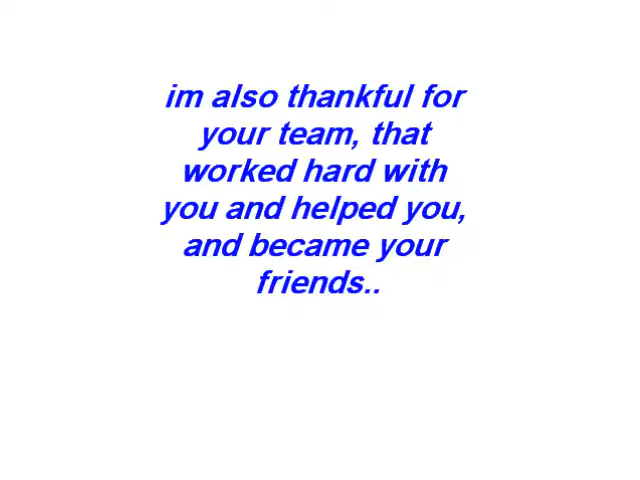 im also thankful for
your team, that
worked hard with
you and helped you,
and became your
friends..